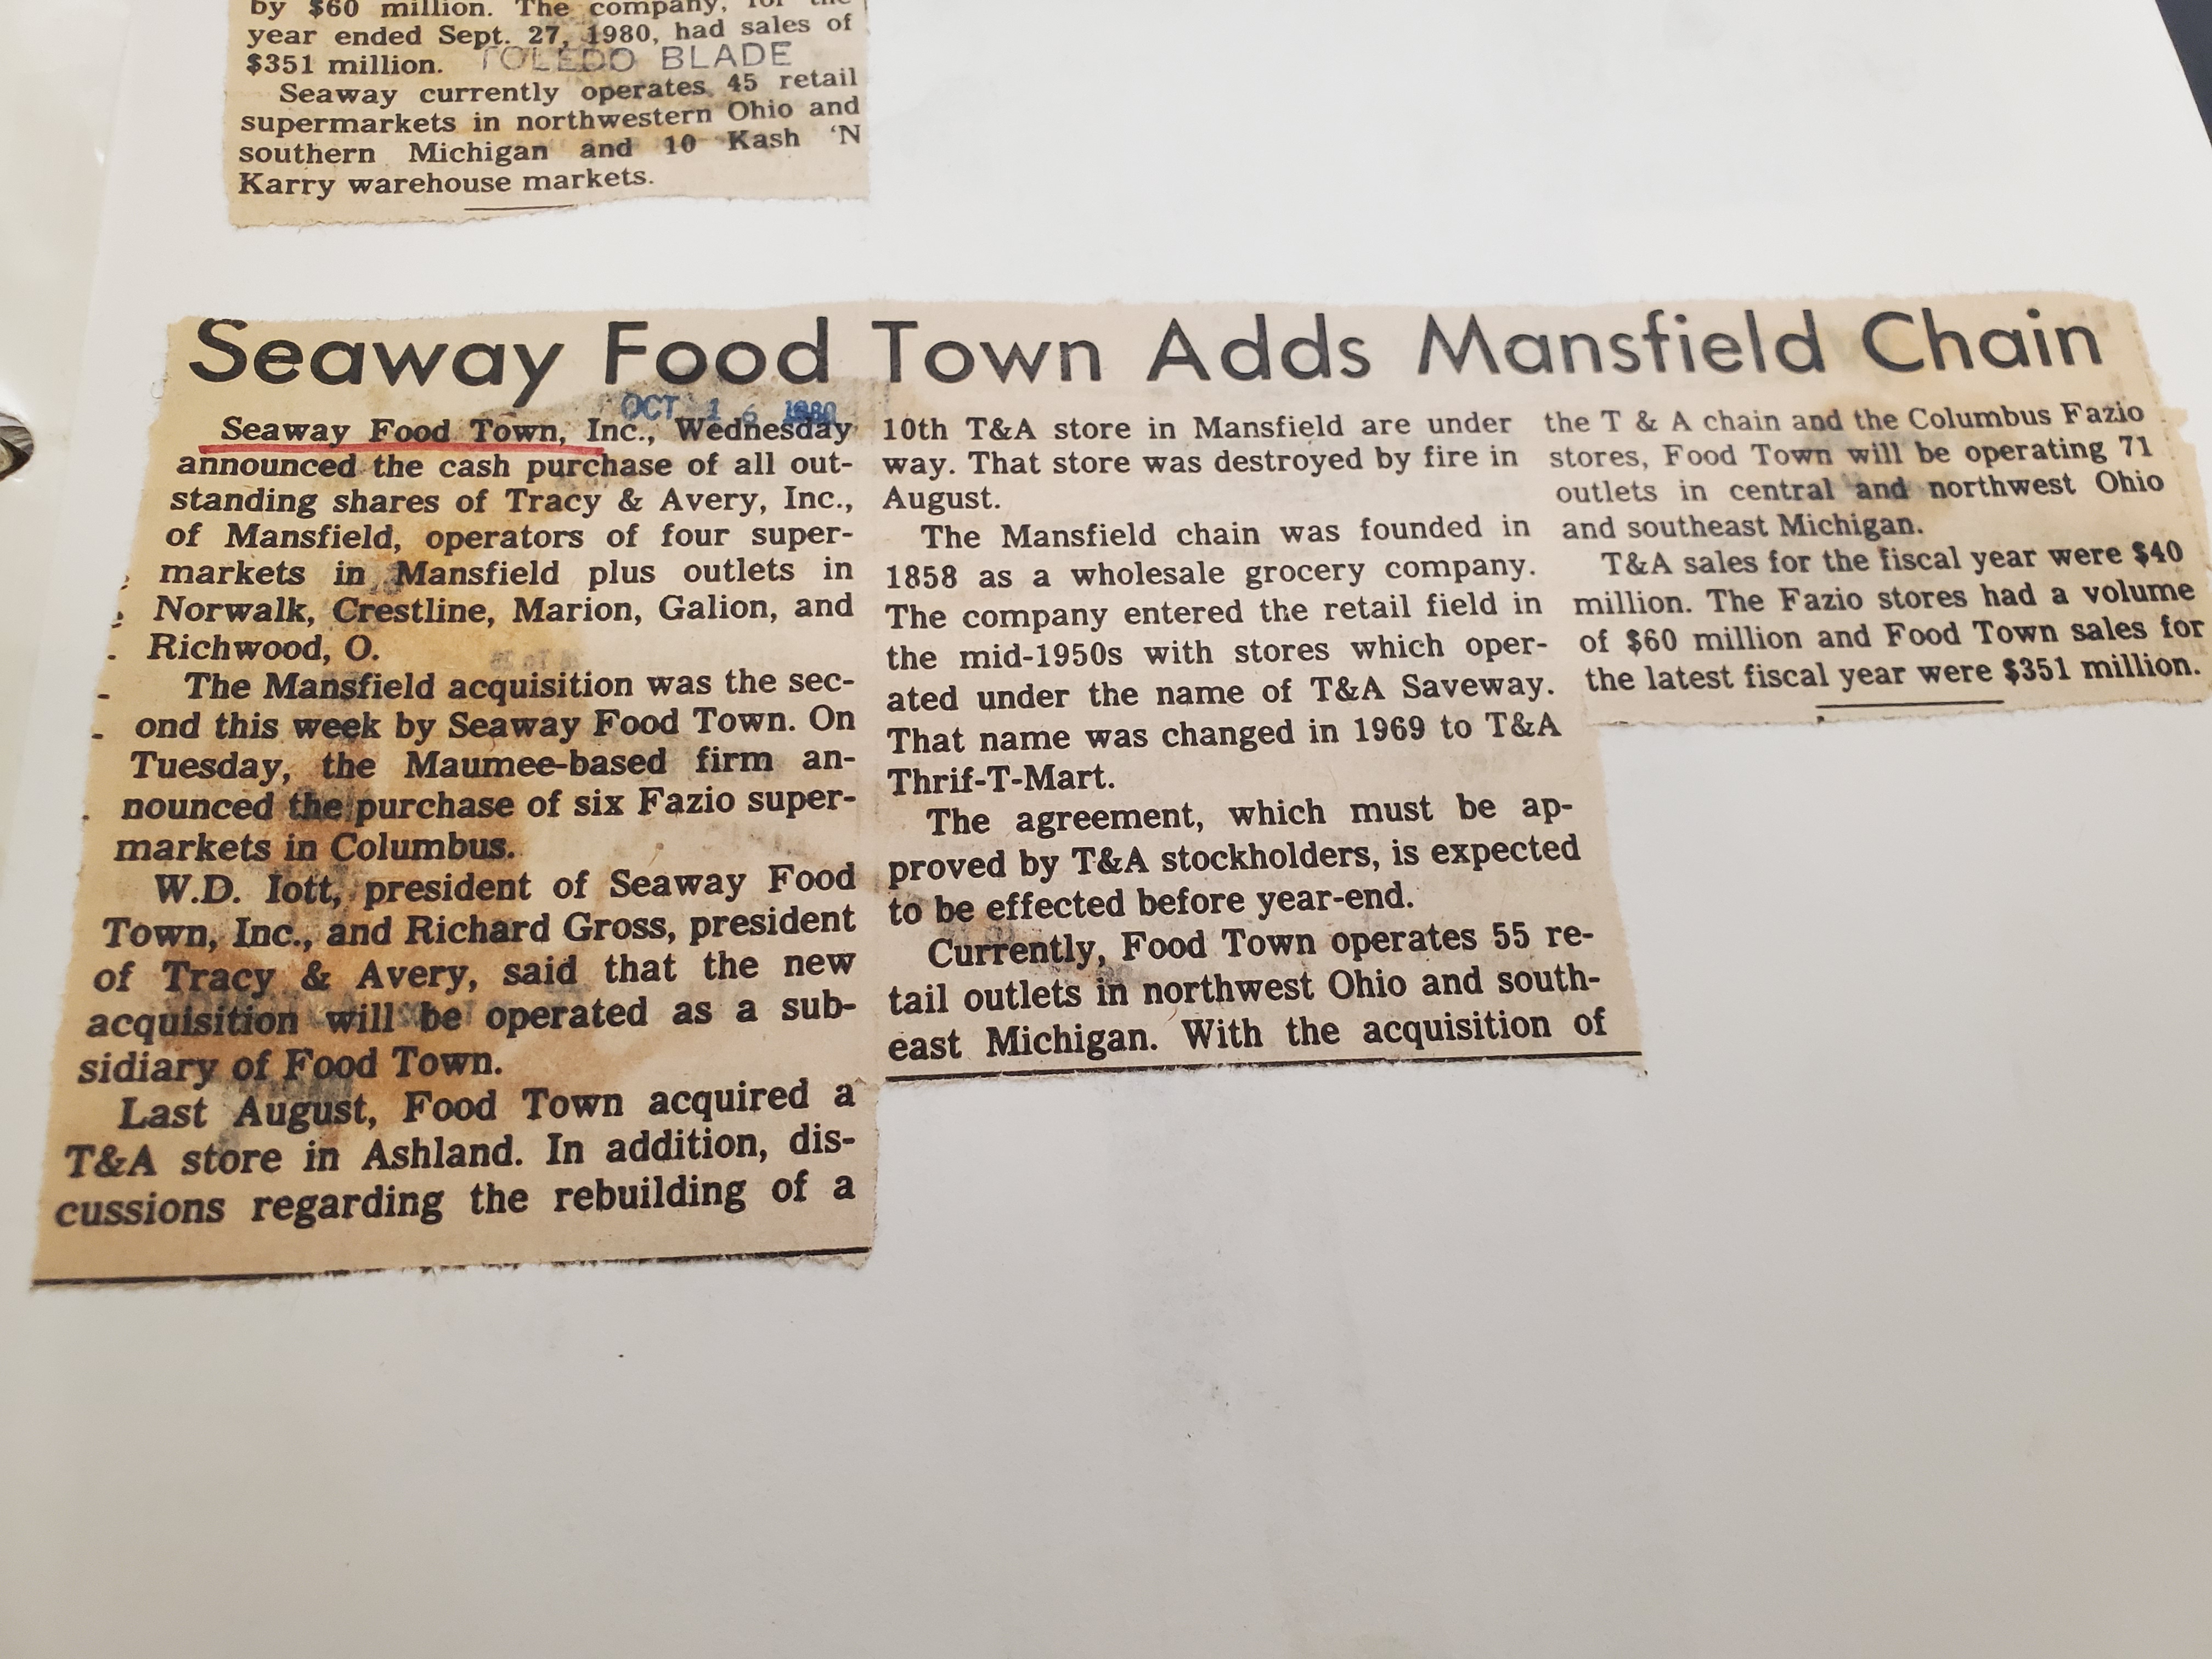 by $60 million. The company, for the
year ended Sept. 27, 1980, had sales of
$351 million.
TOLEDO BLADE
Seaway currently operates 45 retail
supermarkets in northwestern Ohio and
southern Michigan and 10 Kash 'N
Karry warehouse markets.
Seaway Food Town Adds Mansfield Chain
OCT 16 1980
Seaway Food Town, Inc., Wednesday
announced the cash purchase of all out-
standing shares of Tracy & Avery, Inc.,
of Mansfield, operators of four super-
markets in Mansfield plus outlets in
Norwalk, Crestline, Marion, Galion, and
Richwood, O.
The Mansfield acquisition was the sec-
ond this week by Seaway Food Town. On
Tuesday, the Maumee-based firm an-
nounced the purchase of six Fazio super-
markets in Columbus.
W.D. Iott, president of Seaway Food
Town, Inc., and Richard Gross, president
of Tracy & Avery, said that the new
acquisition will be operated as a sub-
sidiary of Food Town.
Last August, Food Town acquired a
T&A store in Ashland. In addition, dis-
cussions regarding the rebuilding of a
10th T&A store in Mansfield are under
way. That store was destroyed by fire in
August.
The Mansfield chain was founded in
1858 as a wholesale grocery company.
The company entered the retail field in
the mid-1950s with stores which oper-
ated under the name of T&A Saveway.
That name was changed in 1969 to T&A
Thrif-T-Mart.
The agreement, which must be ap-
proved by T&A stockholders, is expected
to be effected before year-end.
Currently, Food Town operates 55 re-
tail outlets in northwest Ohio and south-
east Michigan. With the acquisition of
the T & A chain and the Columbus Fazio
stores, Food Town will be operating 71
outlets in central and northwest Ohio
and southeast Michigan.
T&A sales for the fiscal year were $40
million. The Fazio stores had a volume
of $60 million and Food Town sales for
the latest fiscal year were $351 million.